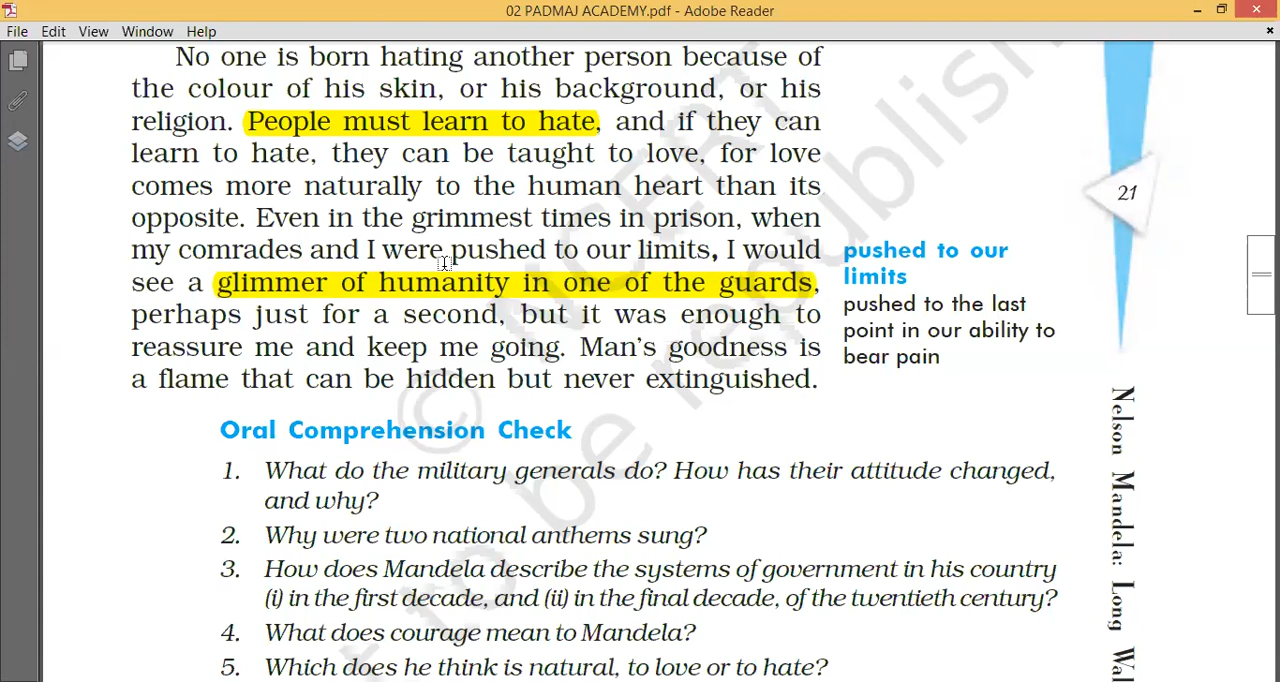 02 PADMAJ ACADEMY.pdf - Adobe Reader
File Edit View Window Help
No one is born hating another person because of
the colour of his skin, or his background, or his
religion. People must learn to hate, and if they can
learn to hate, they can be taught to love, for love
comes more naturally to the human heart than its
opposite. Even in the grimmest times in prison, when
my comrades and I were pushed to our limits, I would
see a glimmer of humanity in one of the guards,
perhaps just for a second, but it was enough to
reassure me and keep me going. Man's goodness is
a flame that can be hidden but never extinguished.
21
pushed to our
limits
pushed to the last
point in our ability to
bear pain
Oral Comprehension Check
1. What do the military generals do? How has their attitude changed,
and why?
2. Why were two national anthems sung?
3. How does Mandela describe the systems of government in his country
(i) in the first decade, and (ii) in the final decade, of the twentieth century?
4. What does courage mean to Mandela?
5. Which does he think is natural, to love or to hate?
Nelson Mandela: Long Wal
© NCERT
to be republish